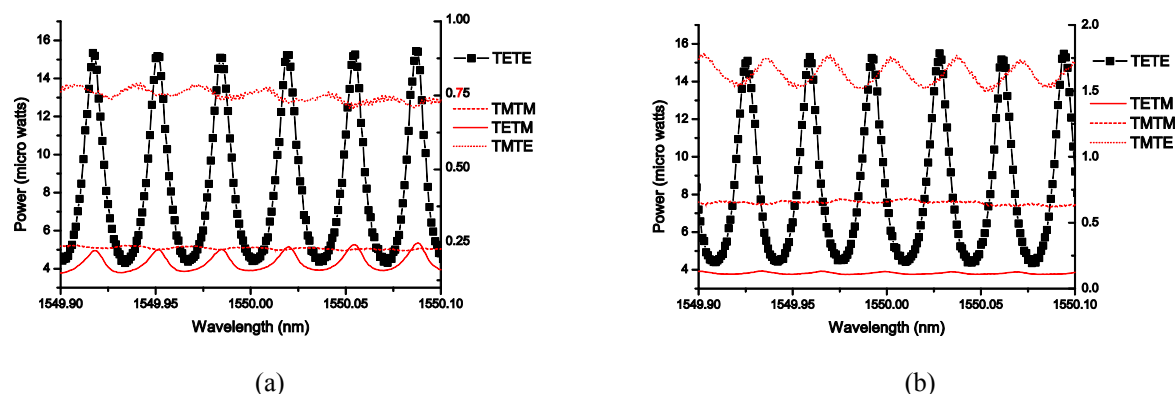 1.00
16
14
12
10
8
6
4
0.75
0.50
0.25
Power (micro watts)
TETE
TMTM
TETM
TMTE
1549.90
1549.95
1550.00
1550.05
1550.10
Wavelength (nm)
(a)
2.0
16
14
12
10
8
6
4
1.5
1.0
0.5
0.0
Power (micro watts)
TETE
TETM
TMTM
TMTE
1549.90
1549.95
1550.00
1550.05
1550.10
Wavelength (nm)
(b)